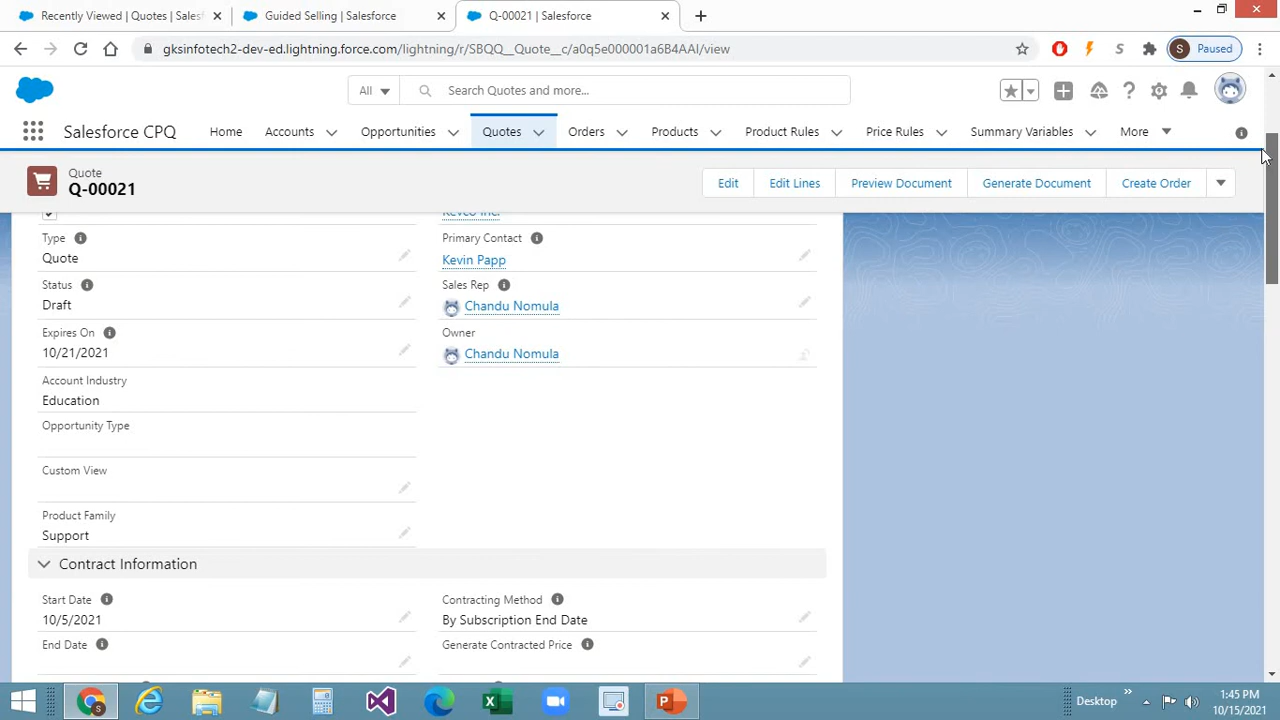 Recently Viewed | Quotes | Sales
Guided Selling | Salesforce
Q-00021 | Salesforce
gksinfotech2-dev-ed.lightning.force.com/lightning/r/SBQQ__Quote__c/a0q5e000001a6B4AAI/view
S Paused
All
Search Quotes and more...
Salesforce CPQ
Home
Accounts
Opportunities
Quotes
Orders
Products
Product Rules
Price Rules
Summary Variables
More
Quote
Q-00021
Edit
Edit Lines
Preview Document
Generate Document
Create Order
Kevco Inc.
Type
Quote
Primary Contact
Kevin Papp
Status
Draft
Sales Rep
Chandu Nomula
Expires On
10/21/2021
Owner
Chandu Nomula
Account Industry
Education
Opportunity Type
Custom View
Product Family
Support
Contract Information
Start Date
10/5/2021
Contracting Method
By Subscription End Date
End Date
Generate Contracted Price
Desktop
1:45 PM
10/15/2021